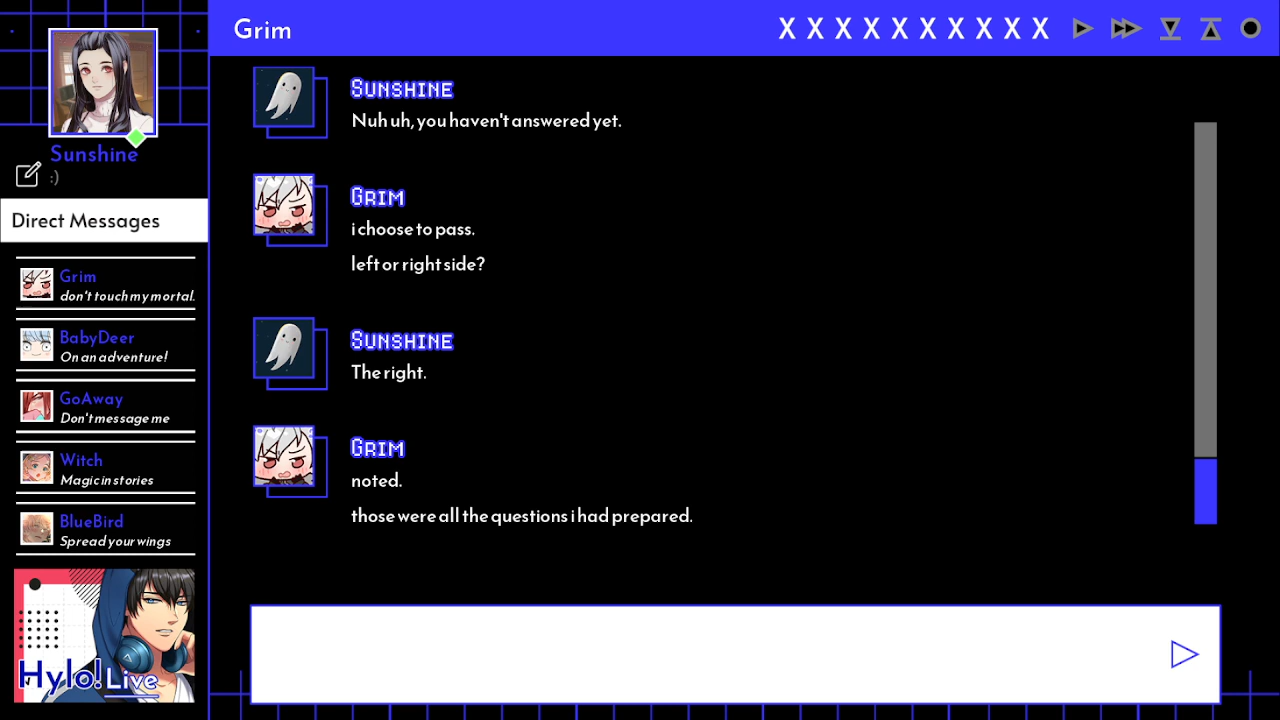 Grim
X X X X X X X X X X
Sunshine
:)
Direct Messages
Grim
don't touch my mortal.
BabyDeer
On an adventure!
GoAway
Don't message me
Witch
Magic in stories
BlueBird
Spread your wings
Hylo! Live
Sunshine
Nuh uh, you haven't answered yet.
Grim
i choose to pass.
left or right side?
Sunshine
The right.
Grim
noted.
those were all the questions i had prepared.